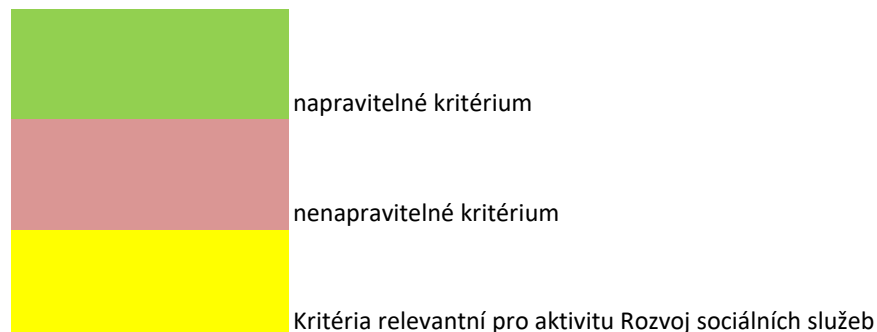 napravitelné kritérium
nenapravitelné kritérium
Kritéria relevantní pro aktivitu Rozvoj sociálních služeb